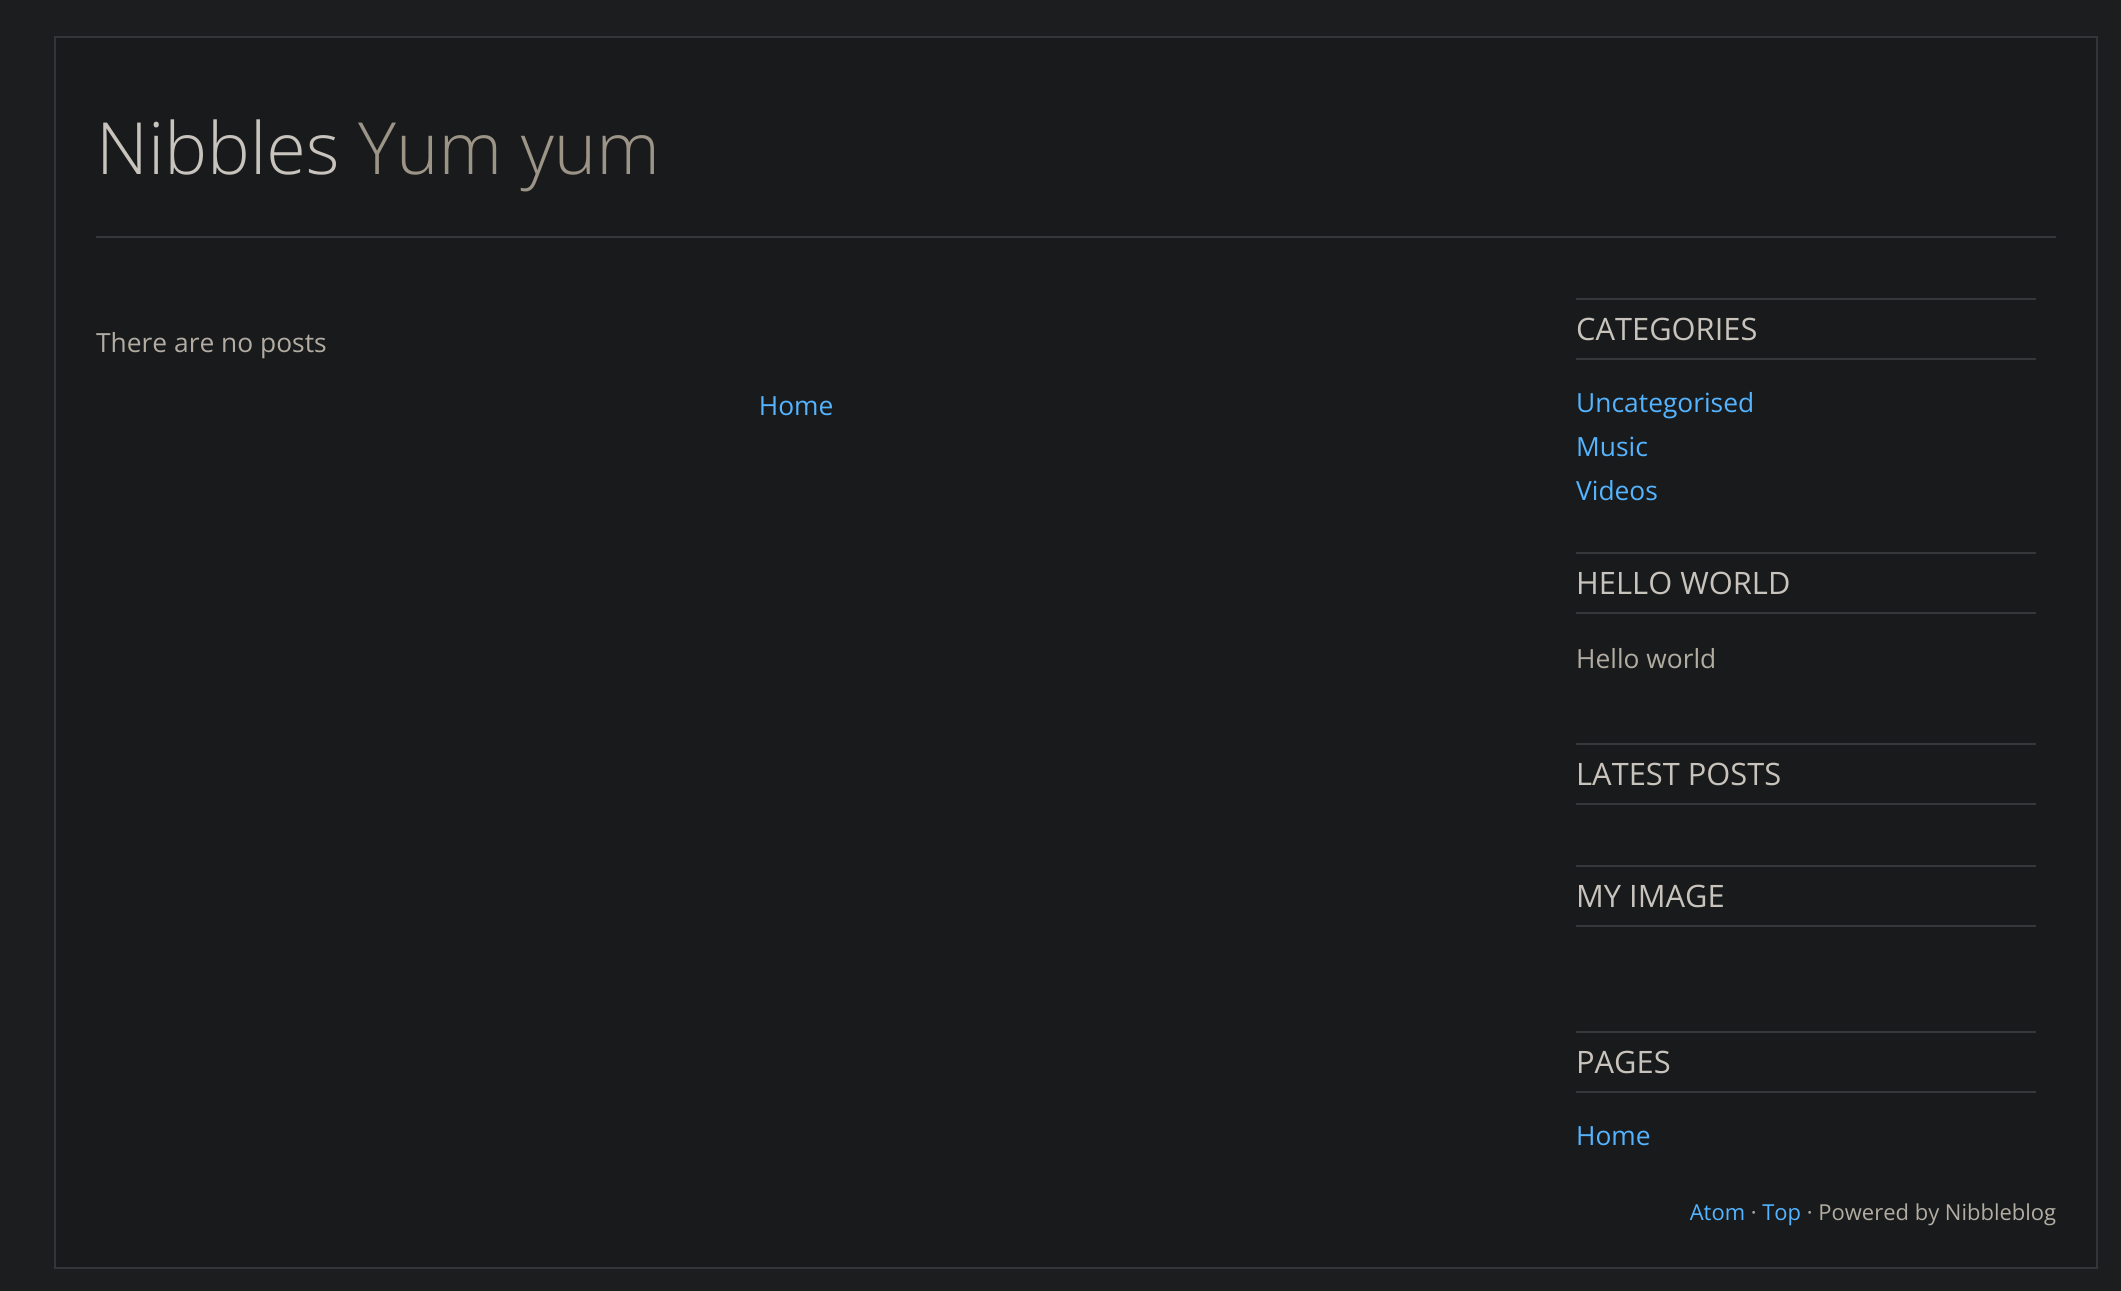 Nibbles Yum yum
There are no posts
Home
CATEGORIES
Uncategorised
Music
Videos
HELLO WORLD
Hello world
LATEST POSTS
MY IMAGE
PAGES
Home
Atom · Top · Powered by Nibbleblog